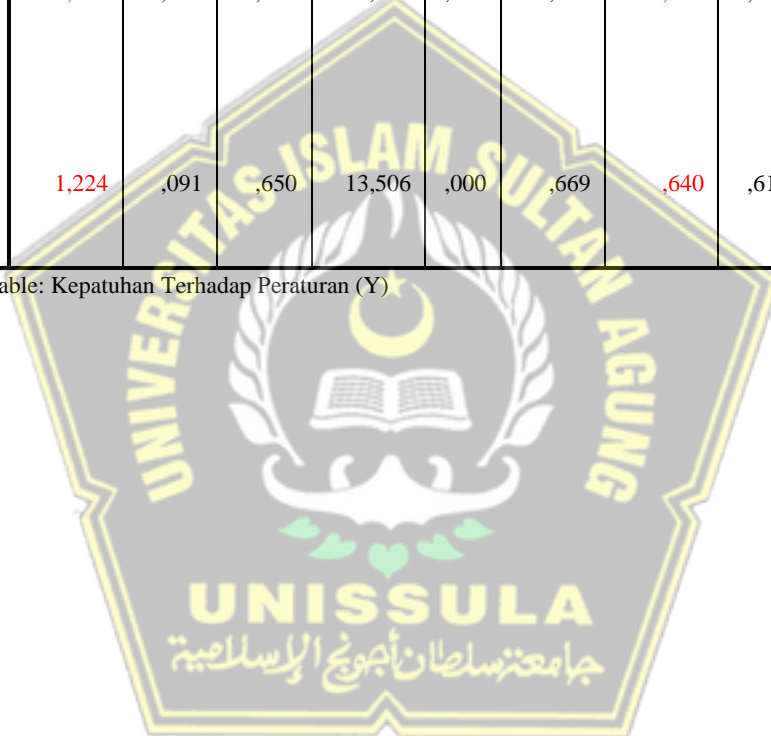 1,224 ,091 ,650 13,506 ,000 ,669 ,640
able: Kepatuhan Terhadap Peraturan (Y)
UNIVERSITAS ISLAM SULTAN AGUNG
UNISSULA
جامعته سلطان أجونج الإسلامية